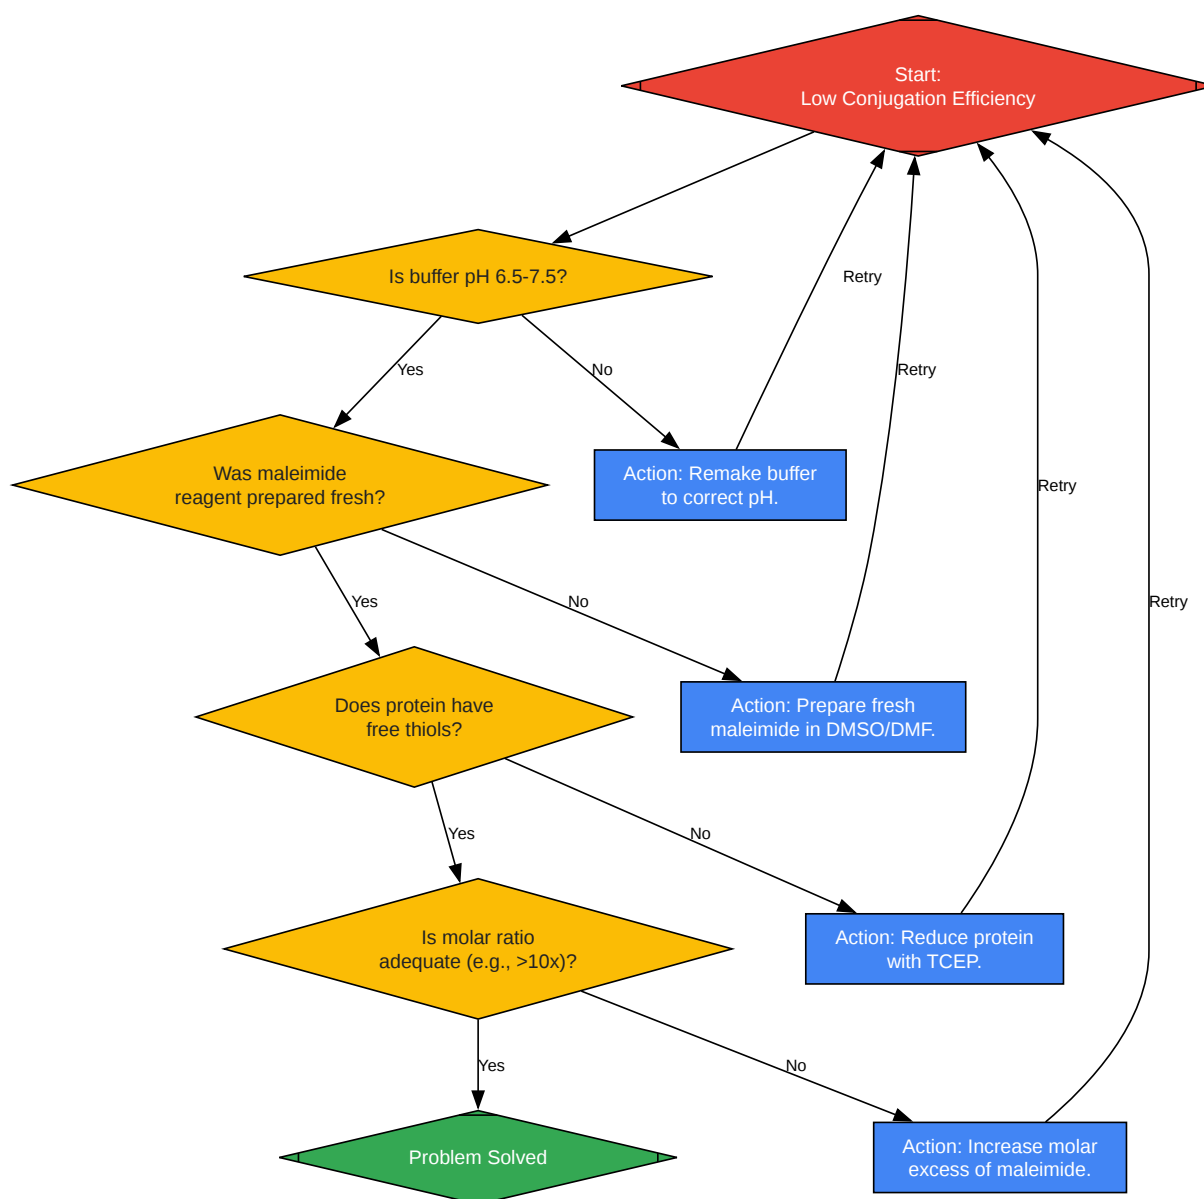 Start:
Low Conjugation Efficiency
Is buffer pH 6.5-7.5?
Retry
Yes
No
Retry
Was maleimide
reagent prepared fresh?
Action: Remake buffer
to correct pH.
Retry
Yes
No
Retry
Does protein have
free thiols?
Action: Prepare fresh
maleimide in DMSO/DMF.
Yes
No
Is molar ratio
adequate (e.g., >10x)?
Action: Reduce protein
with TCEP.
Yes
No
Problem Solved
Action: Increase molar
excess of maleimide.